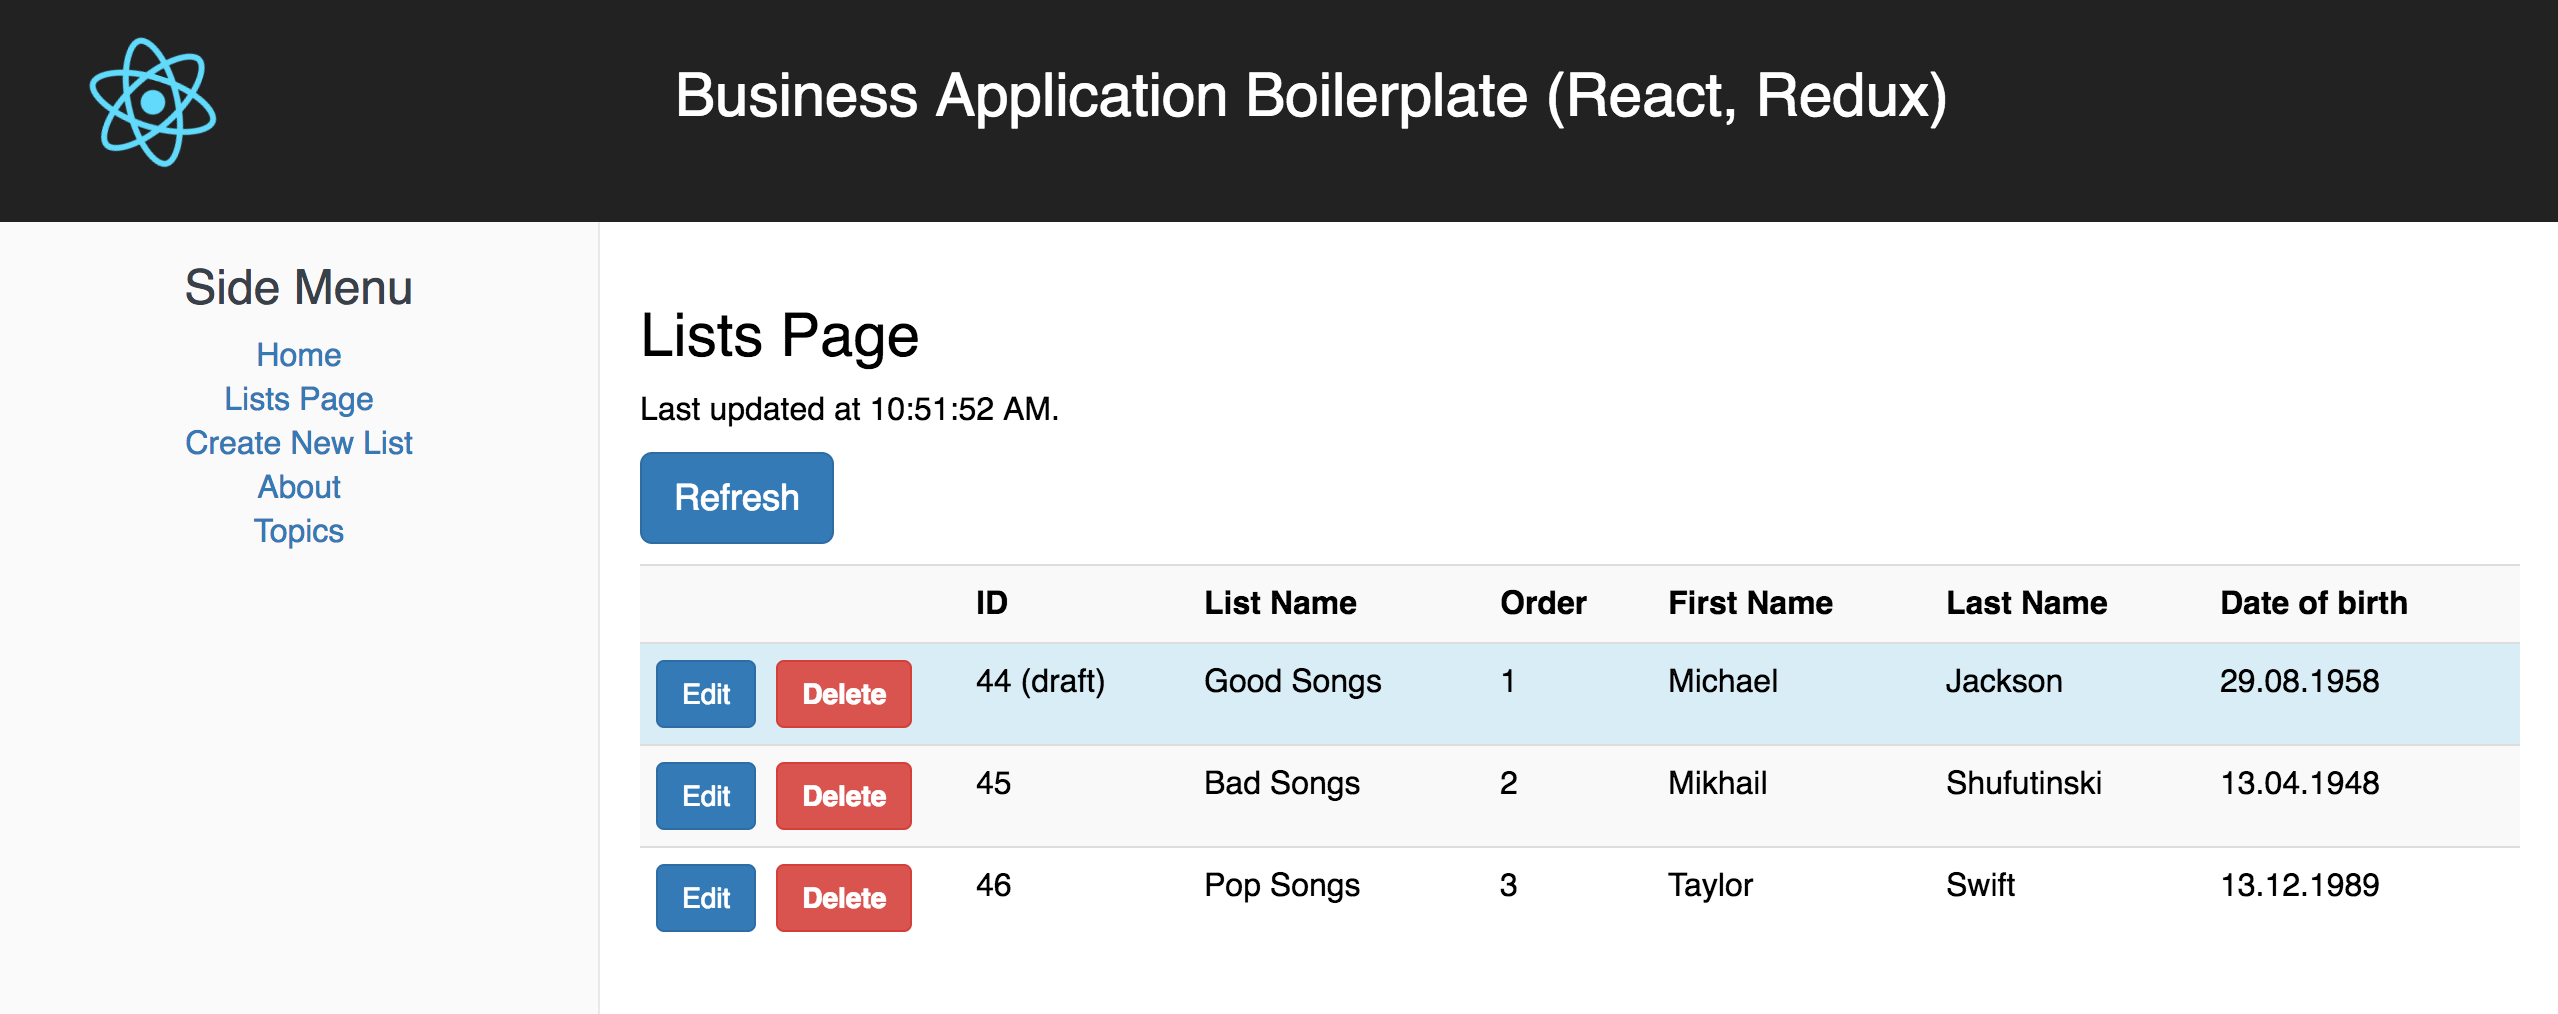 Business Application Boilerplate (React, Redux)
Side Menu
Home
Lists Page
Create New List
About
Topics
Lists Page
Last updated at 10:51:52 AM.
Refresh
ID List Name Order First Name Last Name Date of birth
Edit Delete 44 (draft) Good Songs 1 Michael Jackson 29.08.1958
Edit Delete 45 Bad Songs 2 Mikhail Shufutinski 13.04.1948
Edit Delete 46 Pop Songs 3 Taylor Swift 13.12.1989